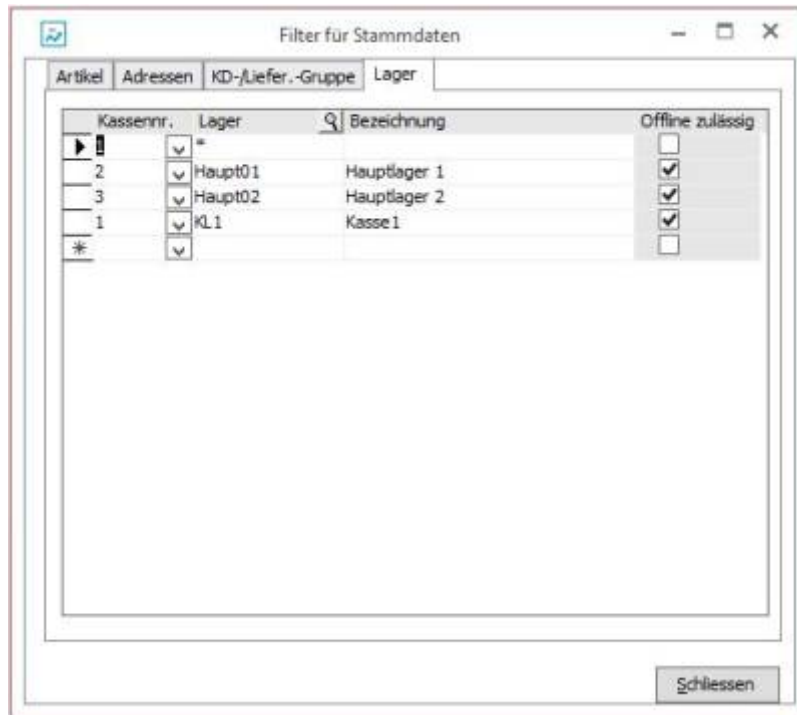 Filter für Stammdaten
Artikel Adressen KD-/Liefer.-Gruppe Lager
Kassennr. Lager Bezeichnung Offline zulässig
1 *
2 Haupt01 Hauptlager 1
3 Haupt02 Hauptlager 2
1 KL1 Kasse1
*
Schliessen